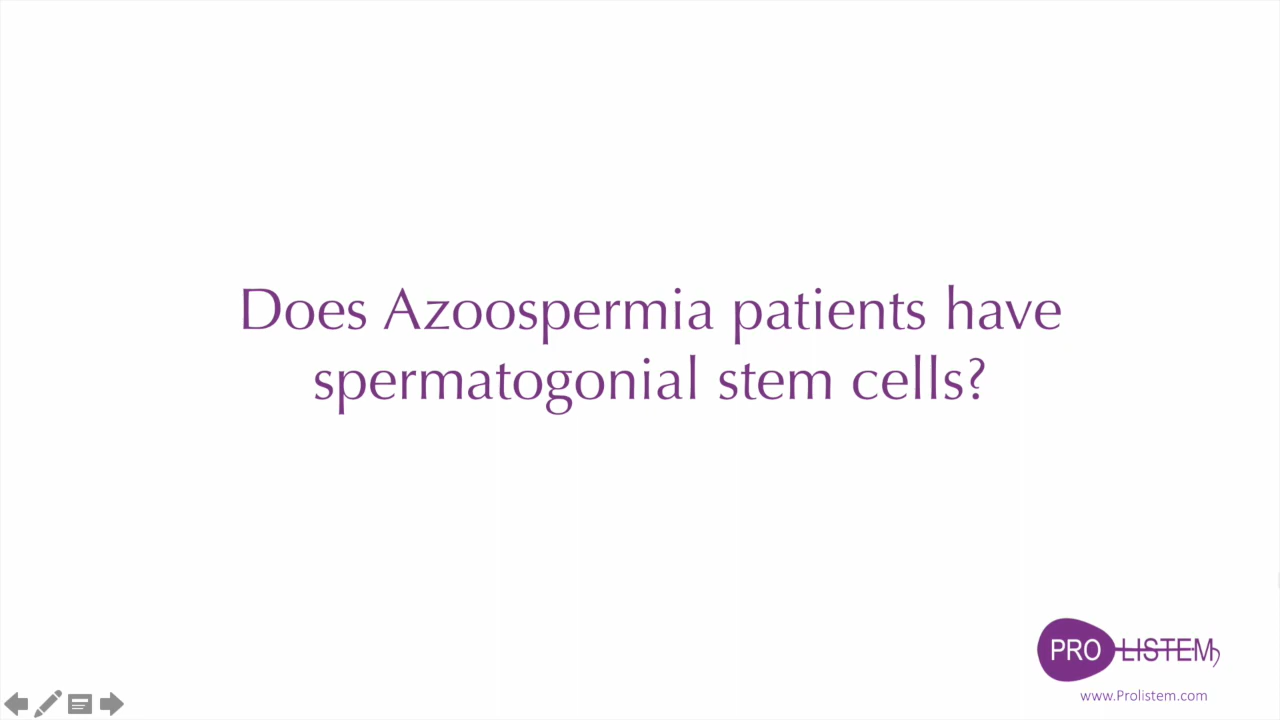 Does Azoospermia patients have
spermatogonial stem cells?
PRO LISTEM
www.Prolistem.com